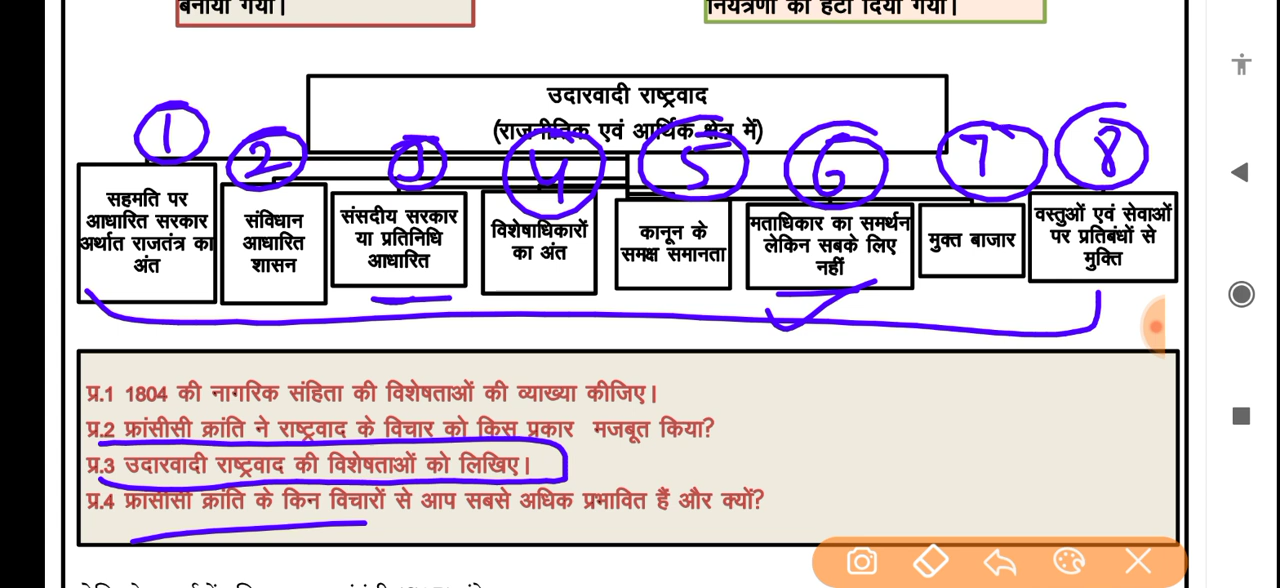 बनाया गया।
नियंत्रणों को हटा दिया गया।
उदारवादी राष्ट्रवाद
(राजनीतिक एवं आर्थिक क्षेत्र में)
1 2 3 4 5 6 7 8
सहमति पर
आधारित सरकार
अर्थात राजतंत्र का
अंत
संविधान
आधारित
शासन
संसदीय सरकार
या प्रतिनिधि
आधारित
विशेषाधिकारों
का अंत
कानून के
समक्ष समानता
मताधिकार का समर्थन
लेकिन सबके लिए
नहीं
मुक्त बाजार
वस्तुओं एवं सेवाओं
पर प्रतिबंधों से
मुक्ति
प्र.1 1804 की नागरिक संहिता की विशेषताओं की व्याख्या कीजिए।
प्र.2 फ्रांसीसी क्रांति ने राष्ट्रवाद के विचार को किस प्रकार मजबूत किया?
प्र.3 उदारवादी राष्ट्रवाद की विशेषताओं को लिखिए।
प्र.4 फ्रांसीसी क्रांति के किन विचारों से आप सबसे अधिक प्रभावित हैं और क्यों?